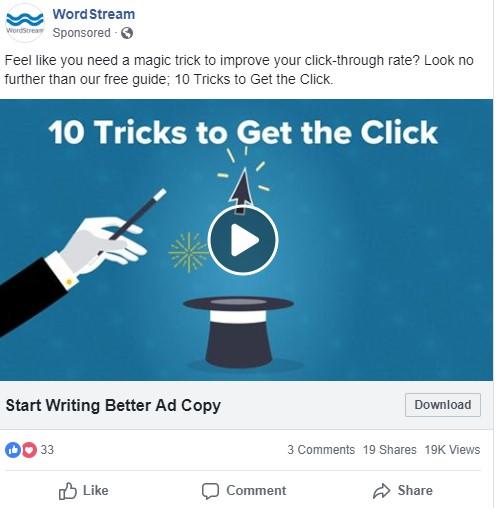 WordStream
WordStream
Sponsored ·
Feel like you need a magic trick to improve your click-through rate? Look no
further than our free guide; 10 Tricks to Get the Click.
10 Tricks to Get the Click
Start Writing Better Ad Copy
Download
33
3 Comments 19 Shares 19K Views
Like
Comment
Share